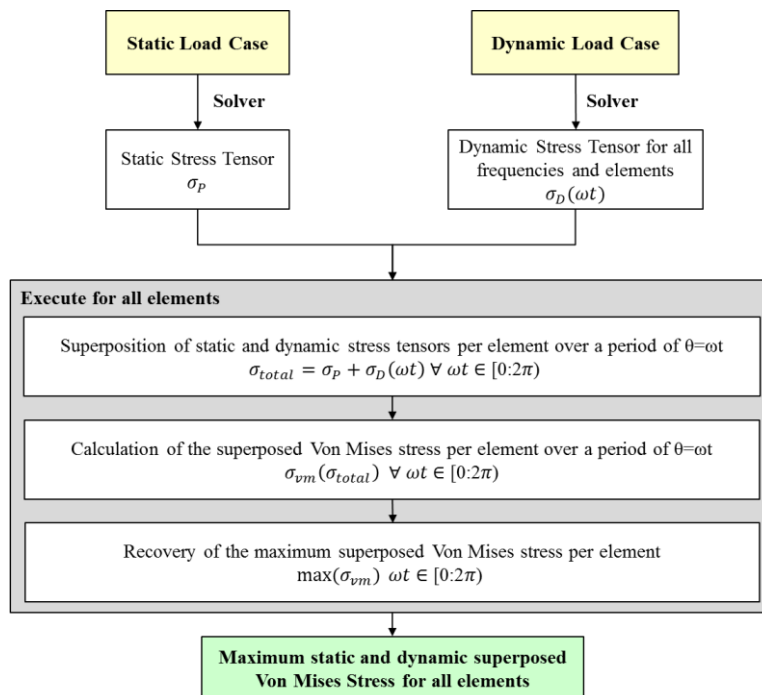 Static Load Case
Dynamic Load Case
Solver
Solver
Static Stress Tensor
σ_P
Dynamic Stress Tensor for all
frequencies and elements
σ_D(ωt)
Execute for all elements
Superposition of static and dynamic stress tensors per element over a period of θ=ωt
σ_total = σ_P + σ_D(ωt) ∀ ωt ∈ [0:2π)
Calculation of the superposed Von Mises stress per element over a period of θ=ωt
σ_vm(σ_total) ∀ ωt ∈ [0:2π)
Recovery of the maximum superposed Von Mises stress per element
max(σ_vm) ωt ∈ [0:2π)
Maximum static and dynamic superposed
Von Mises Stress for all elements